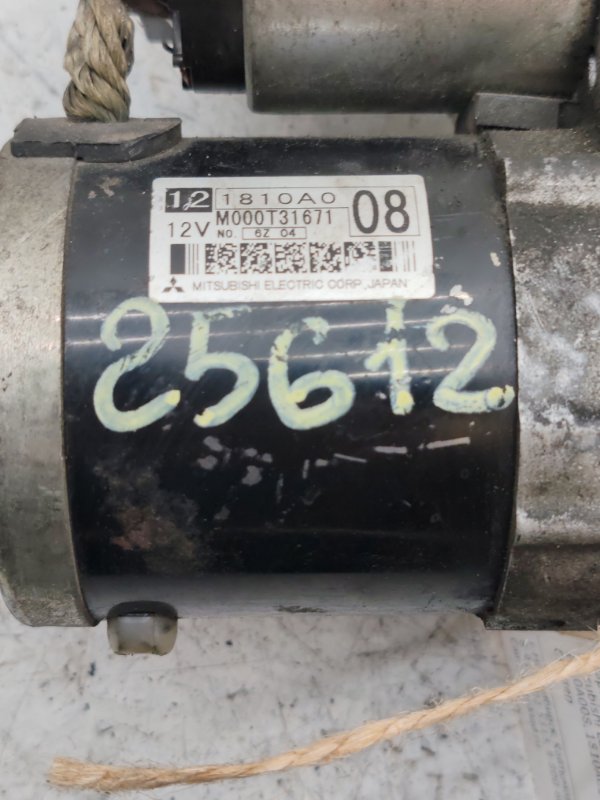 12 1810A0
12V M000T31671 08
NO. 6Z 04
MITSUBISHI ELECTRIC CORP.,JAPAN
25612